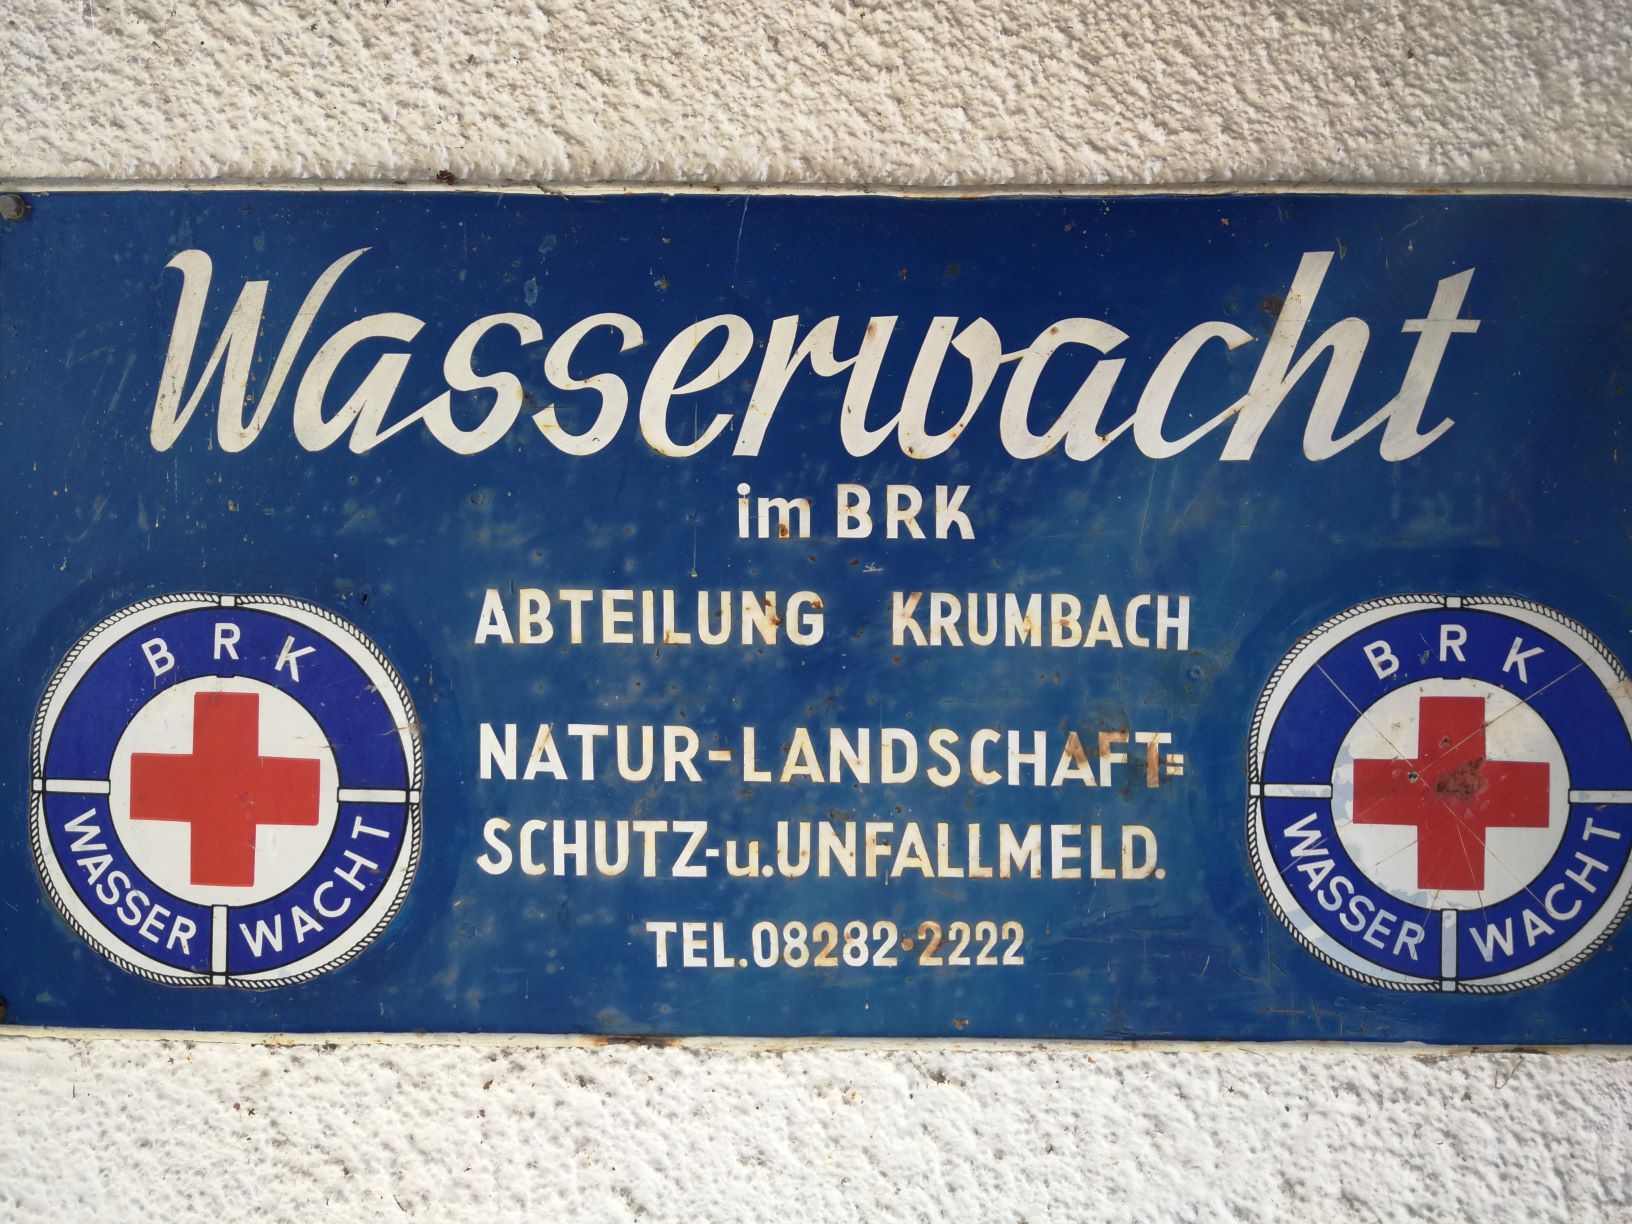 Wasserwacht
im BRK
ABTEILUNG KRUMBACH
NATUR-LANDSCHAFT=
SCHUTZ-u.UNFALLMELD.
TEL.08282-2222
BRK
WASSER WACHT
BRK
WASSER WACHT